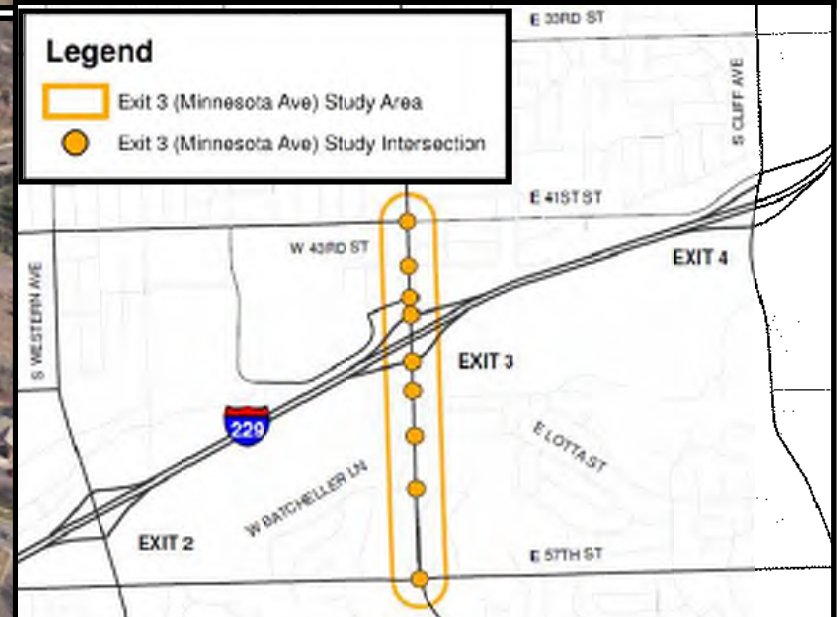 Legend
Exit 3 (Minnesota Ave) Study Area
Exit 3 (Minnesota Ave) Study Intersection
E 33RD ST
S CLIFF AVE
E 41ST ST
W 43RD ST
EXIT 4
S WESTERN AVE
EXIT 3
229
E LOTTA ST
W BATCHELLER LN
EXIT 2
E 57TH ST